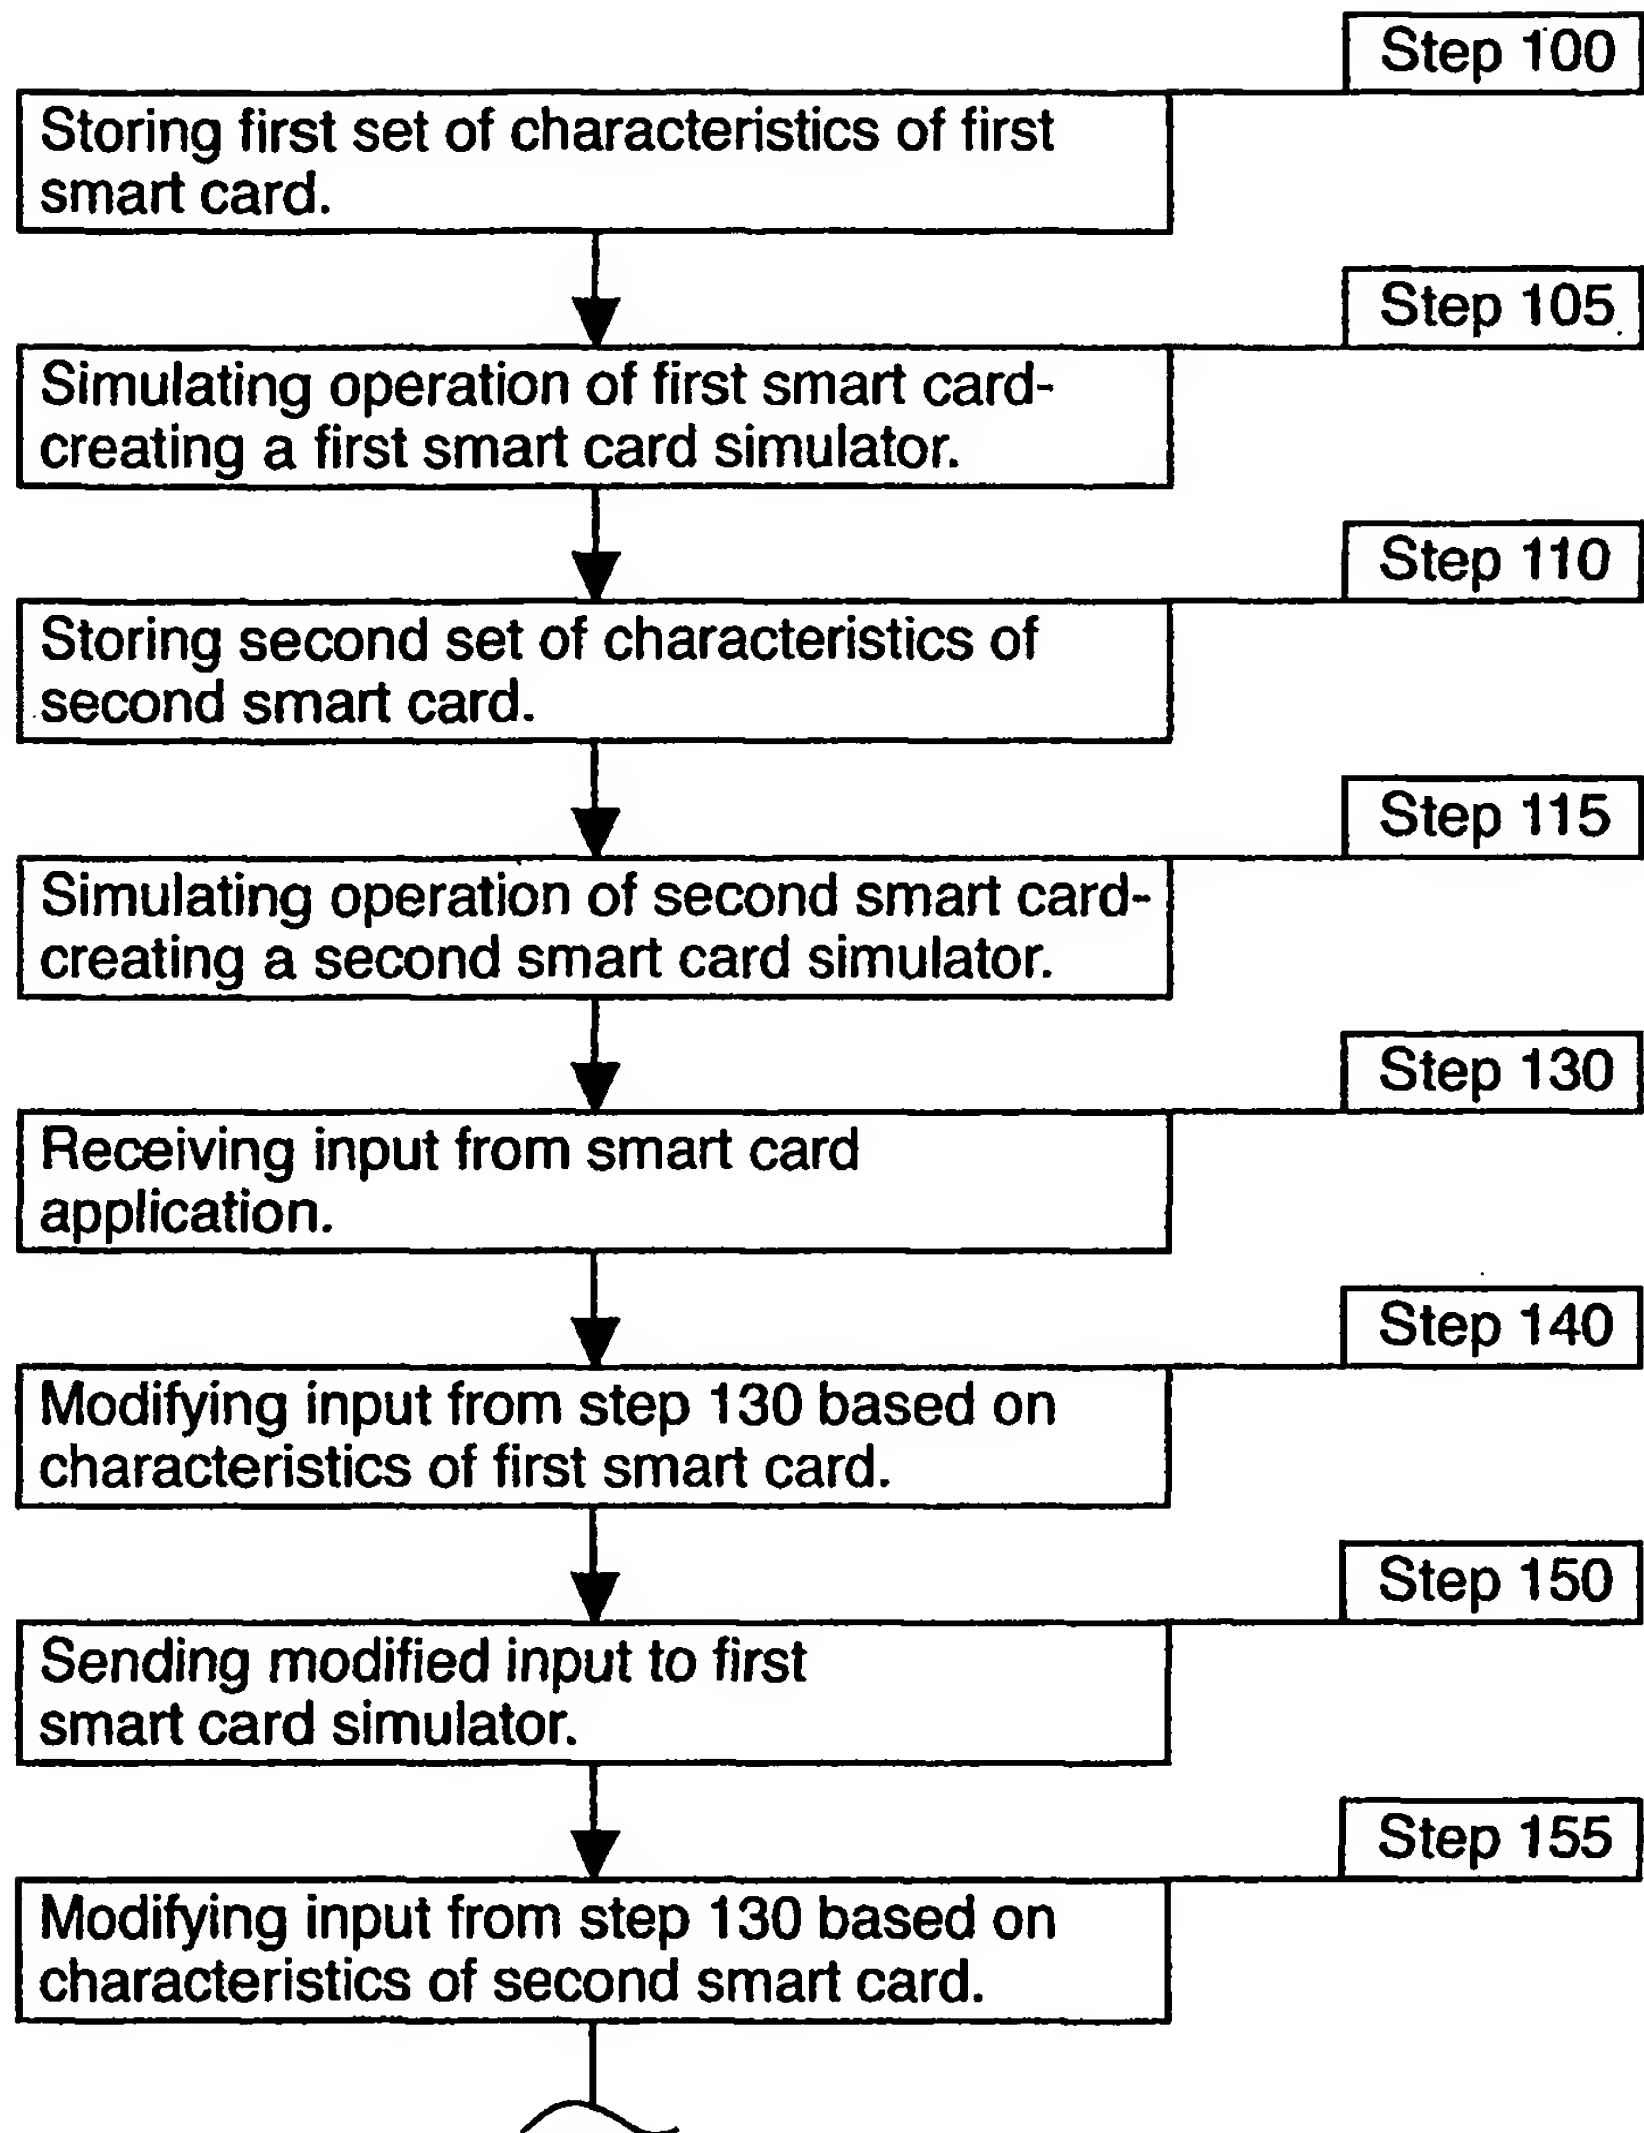 Step 100
Storing first set of characteristics of first
smart card.
Step 105
Simulating operation of first smart card-
creating a first smart card simulator.
Step 110
Storing second set of characteristics of
second smart card.
Step 115
Simulating operation of second smart card-
creating a second smart card simulator.
Step 130
Receiving input from smart card
application.
Step 140
Modifying input from step 130 based on
characteristics of first smart card.
Step 150
Sending modified input to first
smart card simulator.
Step 155
Modifying input from step 130 based on
characteristics of second smart card.